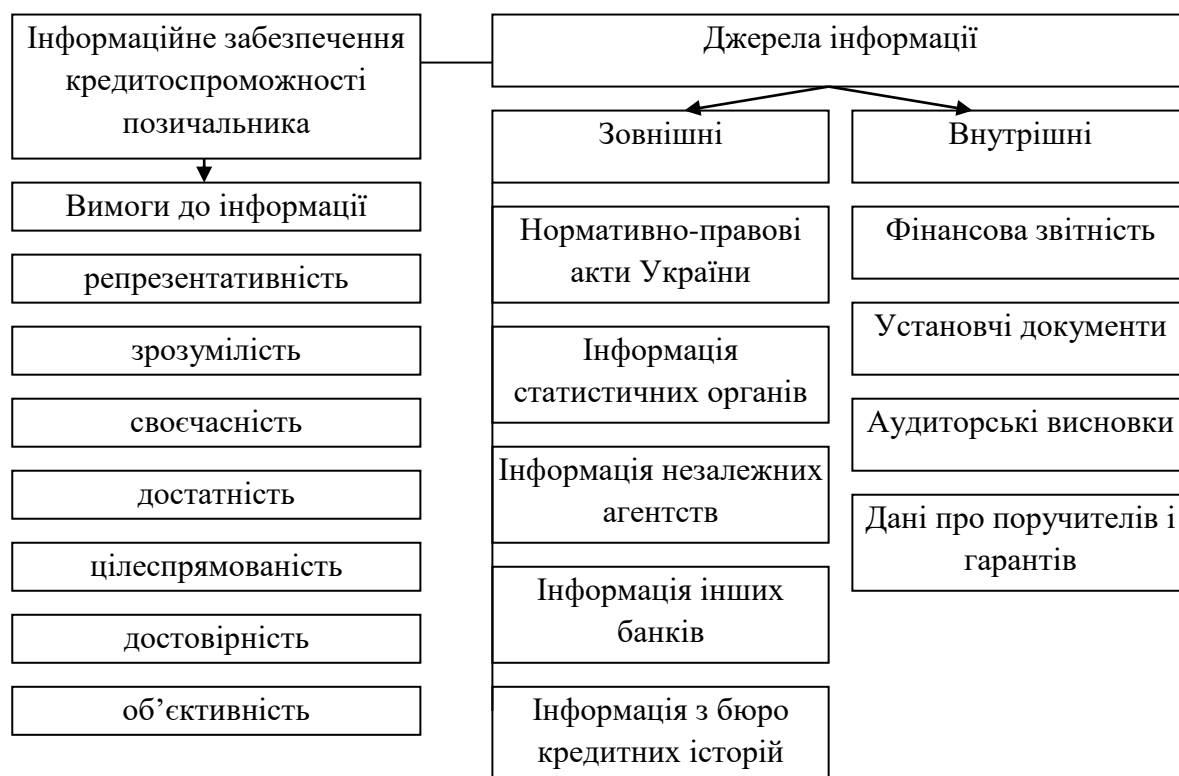 Інформаційне забезпечення
кредитоспроможності
позичальника
Вимоги до інформації
репрезентативність
зрозумілість
своєчасність
достатність
цілеспрямованість
достовірність
об’єктивність
Джерела інформації
Зовнішні
Нормативно-правові
акти України
Інформація
статистичних органів
Інформація незалежних
агентств
Інформація інших
банків
Інформація з бюро
кредитних історій
Внутрішні
Фінансова звітність
Установчі документи
Аудиторські висновки
Дані про поручителів і
гарантів